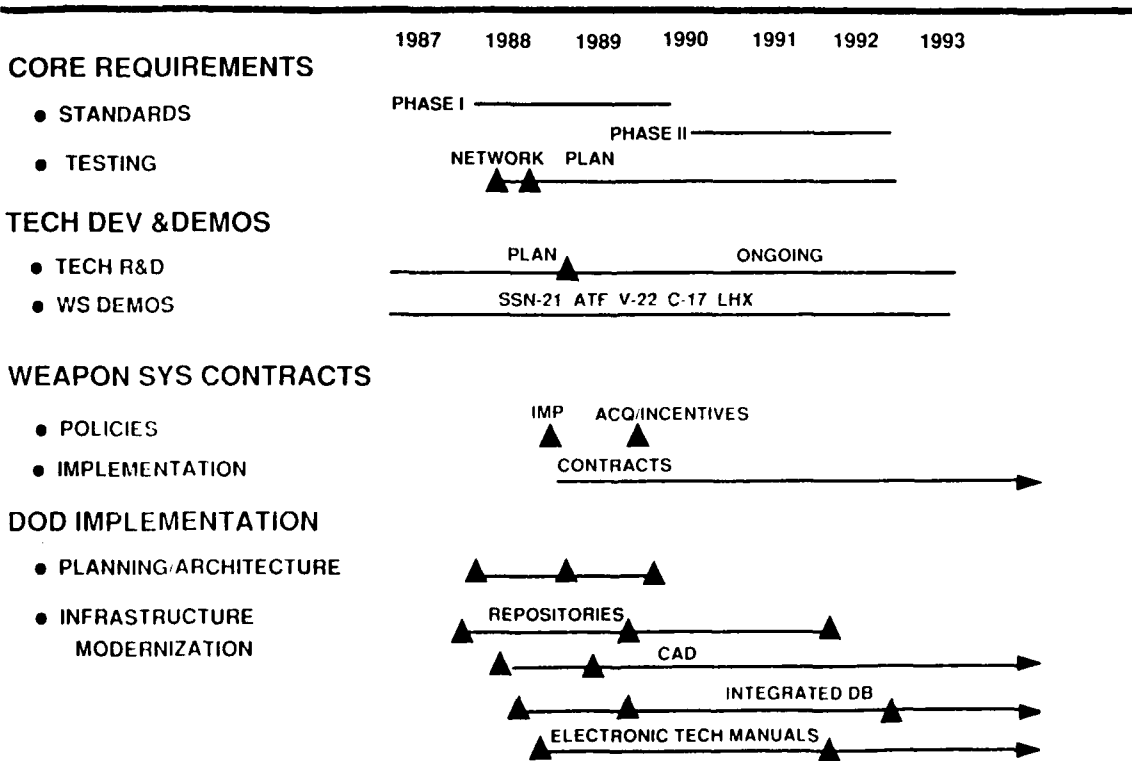 1987 1988 1989 1990 1991 1992 1993
CORE REQUIREMENTS
● STANDARDS
PHASE I
PHASE II
● TESTING
NETWORK PLAN
TECH DEV &DEMOS
● TECH R&D
PLAN ONGOING
● WS DEMOS
SSN-21 ATF V-22 C-17 LHX
WEAPON SYS CONTRACTS
IMP ACQ/INCENTIVES
● POLICIES
● IMPLEMENTATION
CONTRACTS
DOD IMPLEMENTATION
● PLANNING/ARCHITECTURE
● INFRASTRUCTURE
MODERNIZATION
REPOSITORIES
CAD
INTEGRATED DB
ELECTRONIC TECH MANUALS